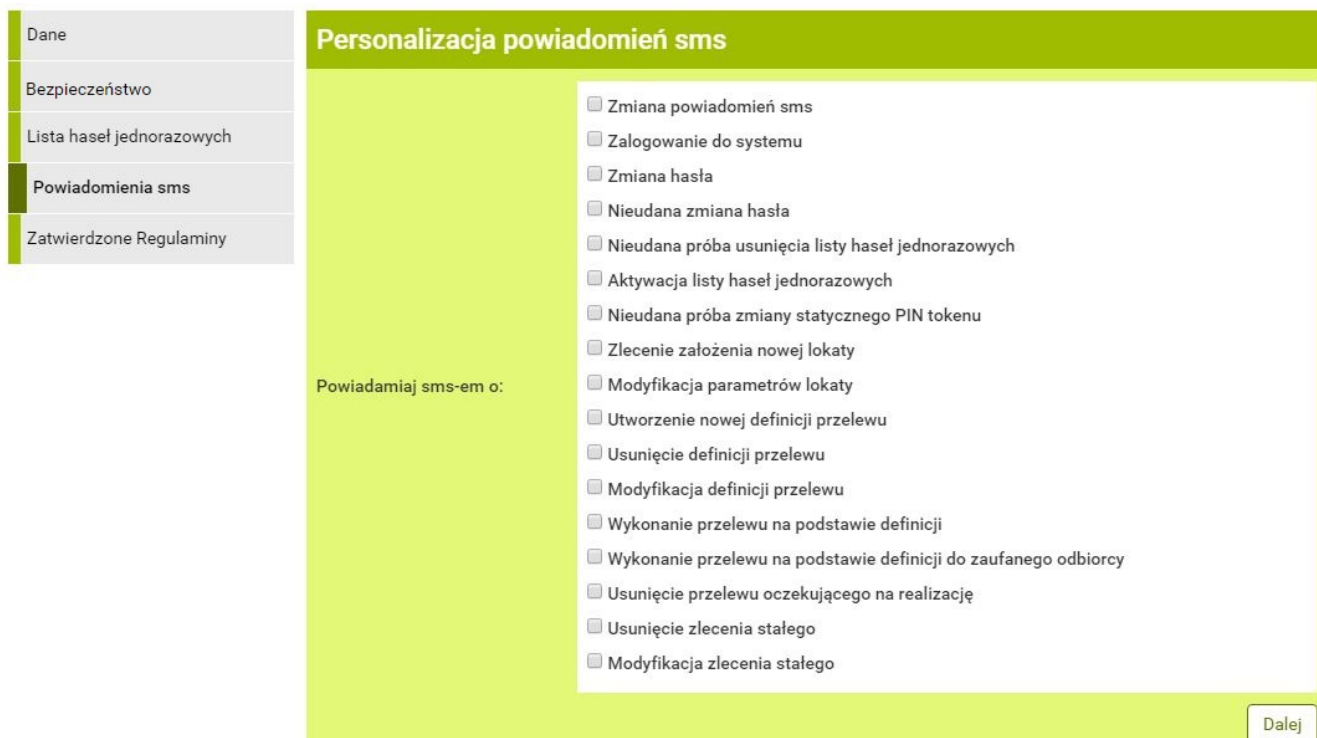 Dane
Bezpieczeństwo
Lista haseł jednorazowych
Powiadomienia sms
Zatwierdzone Regulaminy
Personalizacja powiadomień sms
Powiadamiaj sms-em o:
Zmiana powiadomień sms
Zalogowanie do systemu
Zmiana hasła
Nieudana zmiana hasła
Nieudana próba usunięcia listy haseł jednorazowych
Aktywacja listy haseł jednorazowych
Nieudana próba zmiany statycznego PIN tokenu
Zlecenie założenia nowej lokaty
Modyfikacja parametrów lokaty
Utworzenie nowej definicji przelewu
Usunięcie definicji przelewu
Modyfikacja definicji przelewu
Wykonanie przelewu na podstawie definicji
Wykonanie przelewu na podstawie definicji do zaufanego odbiorcy
Usunięcie przelewu oczekującego na realizację
Usunięcie zlecenia stałego
Modyfikacja zlecenia stałego
Dalej